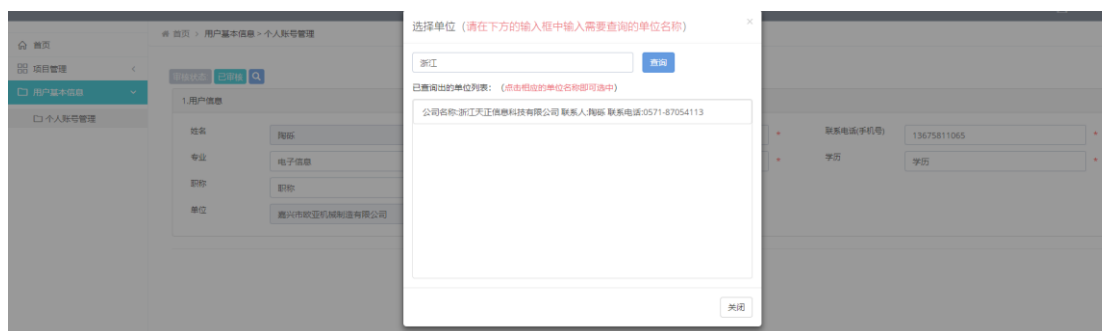 首页
项目管理
用户基本信息
个人账号管理
首页 > 用户基本信息 > 个人账号管理
审核状态 已审核
1.用户信息
姓名 陶砾
专业 电子信息
职称 职称
单位 嘉兴市欧亚机械制造有限公司
选择单位（请在下方的输入框中输入需要查询的单位名称） ×
浙江 查询
已查询出的单位列表：（点击相应的单位名称即可选中）
公司名称:浙江天正信息科技有限公司 联系人:陶砾 联系电话:0571-87054113
关闭
* 联系电话(手机号) 13675811065 *
* 学历 学历 *